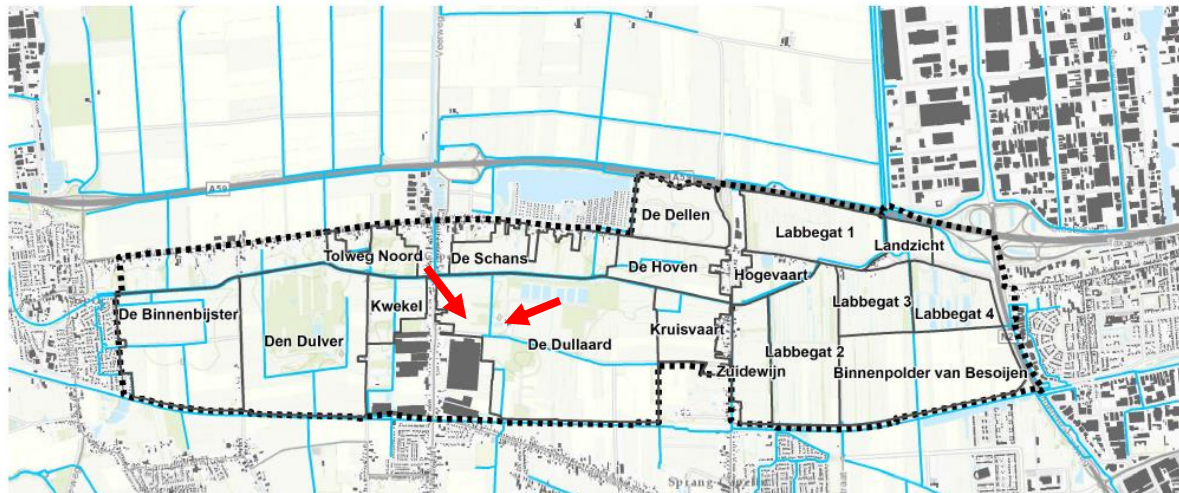 Veerweg
A59
A59
De Dellen
Labbegat 1
Landzicht
Tolweg Noord
De Schans
De Hoven
Hogevaart
Kwekel
Labbegat 3
De Binnenbijster
Labbegat 4
Kruisvaart
Den Dulver
De Dullaard
Labbegat 2
Zuidewijn
Binnenpolder van Besoijen
Sprang-Capelle